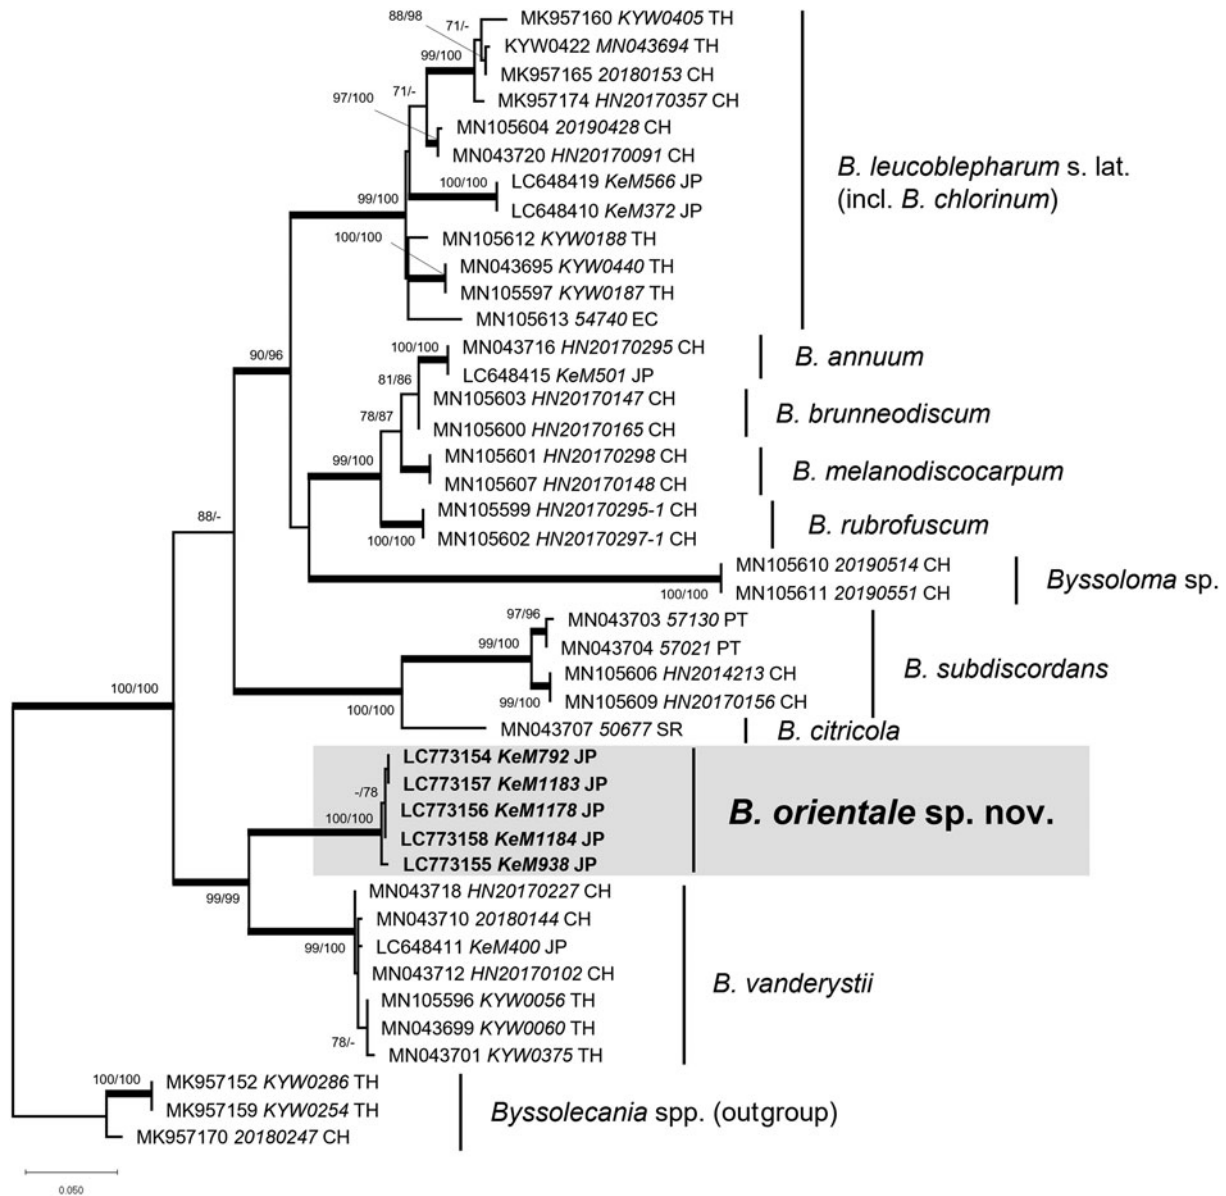 88/98
71/-
MK957160 KYW0405 TH
KYW0422 MN043694 TH
99/100
MK957165 20180153 CH
71/-
97/100
MK957174 HN20170357 CH
MN105604 20190428 CH
MN043720 HN20170091 CH
100/100
LC648419 KeM566 JP
99/100
LC648410 KeM372 JP
100/100
MN105612 KYW0188 TH
MN043695 KYW0440 TH
MN105597 KYW0187 TH
MN105613 54740 EC
B. leucoblepharum s. lat.
(incl. B. chlorinum)
90/96
100/100
MN043716 HN20170295 CH
LC648415 KeM501 JP
B. annuum
81/86
MN105603 HN20170147 CH
MN105600 HN20170165 CH
B. brunneodiscum
78/87
MN105601 HN20170298 CH
MN105607 HN20170148 CH
B. melanodiscocarpum
99/100
MN105599 HN20170295-1 CH
MN105602 HN20170297-1 CH
100/100
B. rubrofuscum
88/-
MN105610 20190514 CH
MN105611 20190551 CH
100/100
Byssoloma sp.
97/96
MN043703 57130 PT
MN043704 57021 PT
99/100
MN105606 HN2014213 CH
MN105609 HN20170156 CH
99/100
B. subdiscordans
100/100
100/100
MN043707 50677 SR
B. citricola
LC773154 KeM792 JP
LC773157 KeM1183 JP
-/78
LC773156 KeM1178 JP
100/100
LC773158 KeM1184 JP
LC773155 KeM938 JP
B. orientale sp. nov.
99/99
MN043718 HN20170227 CH
MN043710 20180144 CH
99/100
LC648411 KeM400 JP
MN043712 HN20170102 CH
MN105596 KYW0056 TH
MN043699 KYW0060 TH
78/-
MN043701 KYW0375 TH
B. vanderystii
100/100
MK957152 KYW0286 TH
MK957159 KYW0254 TH
MK957170 20180247 CH
Byssolecania spp. (outgroup)
0.050